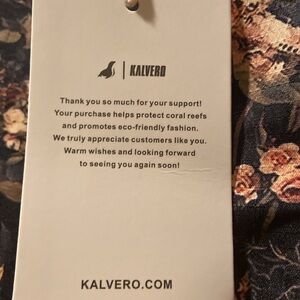 KALVERO
Thank you so much for your support!
Your purchase helps protect coral reefs
and promotes eco-friendly fashion.
We truly appreciate customers like you.
Warm wishes and looking forward
to seeing you again soon!
KALVERO.COM